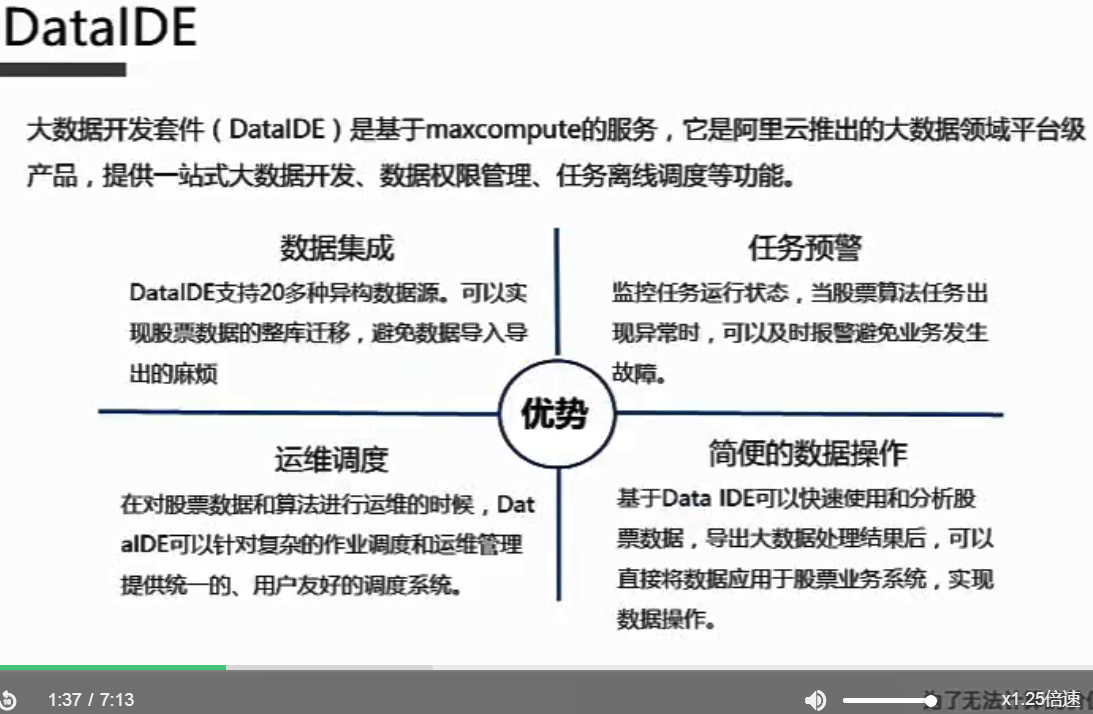 DataIDE
大数据开发套件（DataIDE）是基于maxcompute的服务，它是阿里云推出的大数据领域平台级
产品，提供一站式大数据开发、数据权限管理、任务离线调度等功能。
数据集成
DataIDE支持20多种异构数据源。可以实
现股票数据的整库迁移，避免数据导入导
出的麻烦
任务预警
监控任务运行状态，当股票算法任务出
现异常时，可以及时报警避免业务发生
故障。
优势
运维调度
在对股票数据和算法进行运维的时候，Dat
aIDE可以针对复杂的作业调度和运维管理
提供统一的、用户友好的调度系统。
简便的数据操作
基于Data IDE可以快速使用和分析股
票数据，导出大数据处理结果后，可以
直接将数据应用于股票业务系统，实现
数据操作。
1:37 / 7:13
x1.25倍速